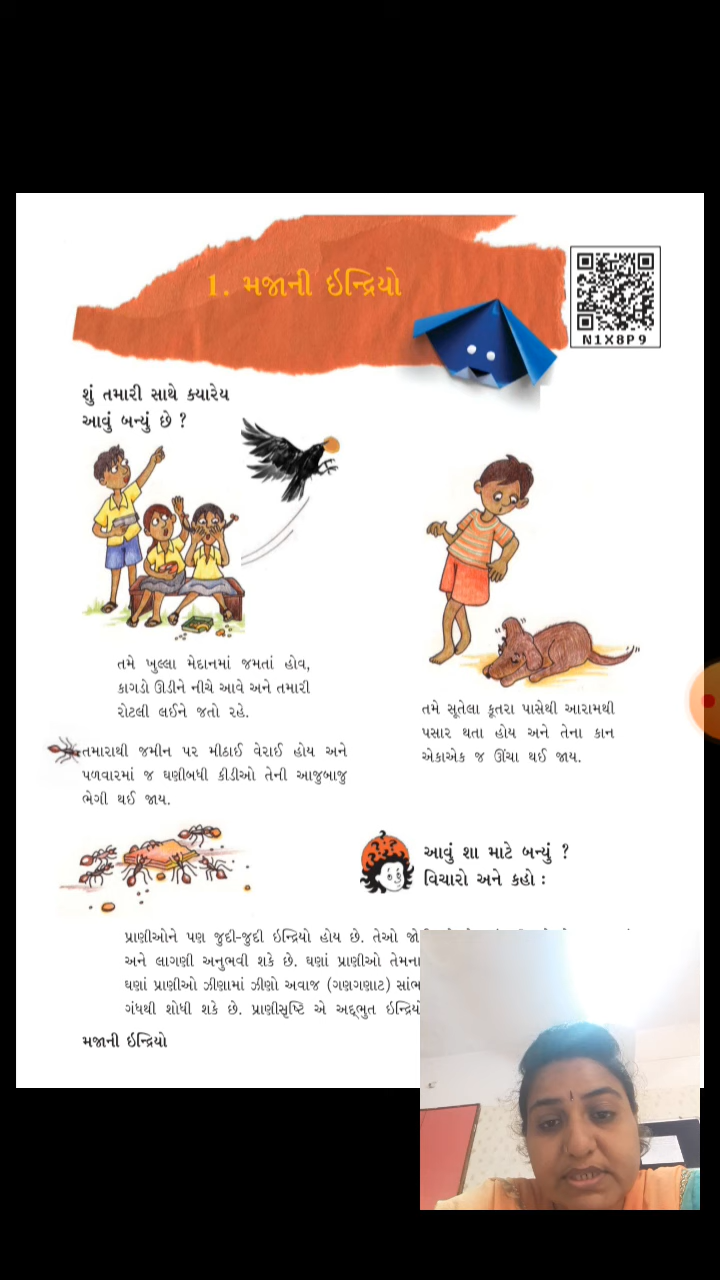 1. મજાની ઇન્દ્રિયો
N1X8P9
શું તમારી સાથે ક્યારેય
આવું બન્યું છે ?
તમે ખુલ્લા મેદાનમાં જમતાં હોવ,
કાગડો ઊડીને નીચે આવે અને તમારી
રોટલી લઈને જતો રહે.
તમે સૂતેલા કૂતરા પાસેથી આરામથી
પસાર થતા હોય અને તેના કાન
એકાએક જ ઊંચા થઈ જાય.
તમારાથી જમીન પર મીઠાઈ વેરાઈ હોય અને
પળવારમાં જ ઘણીબધી કીડીઓ તેની આજુબાજુ
ભેગી થઈ જાય.
આવું શા માટે બન્યું ?
વિચારો અને કહો :
પ્રાણીઓને પણ જુદી-જુદી ઇન્દ્રિયો હોય છે. તેઓ
અને લાગણી અનુભવી શકે છે. ઘણાં પ્રાણીઓ તેમના
ઘણાં પ્રાણીઓ ઝીણામાં ઝીણો અવાજ (ગણગણાટ)
ગંધથી શોધી શકે છે. પ્રાણીસૃષ્ટિ એ અદ્ભુત
મજાની ઇન્દ્રિયો